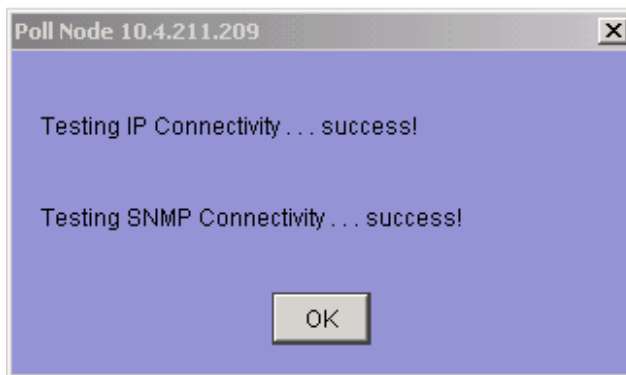 Poll Node 10.4.211.209
Testing IP Connectivity . . . success!
Testing SNMP Connectivity . . . success!
OK